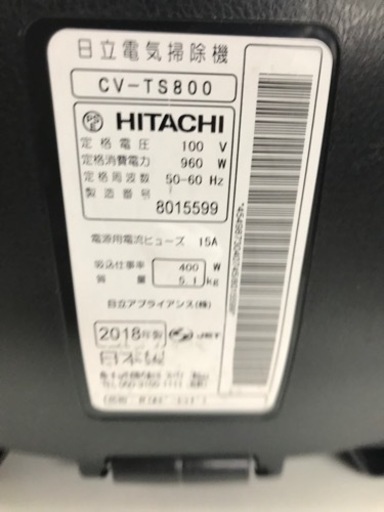 日立電気掃除機
CV-TS800
HITACHI
定格電圧 100 V
定格消費電力 960 W
定格周波数 50-60 Hz
製造番号
8015599
電源用電流ヒューズ 15A
吸込仕事率 400 W
質量 5.1 kg
日立アプライアンス(株)
2018年製 JET